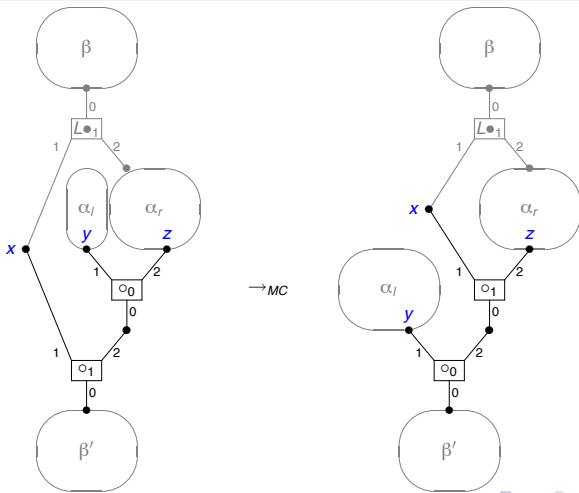 β β
0 0
L●₁ L●₁
1 2 1 2
αₗ αᵣ αᵣ
x
x y z
y z
1 2 1 2
∘₀ →MC αₗ ∘₁
0 0
y
1 2 1 2
∘₁ ∘₀
0 0
β′ β′